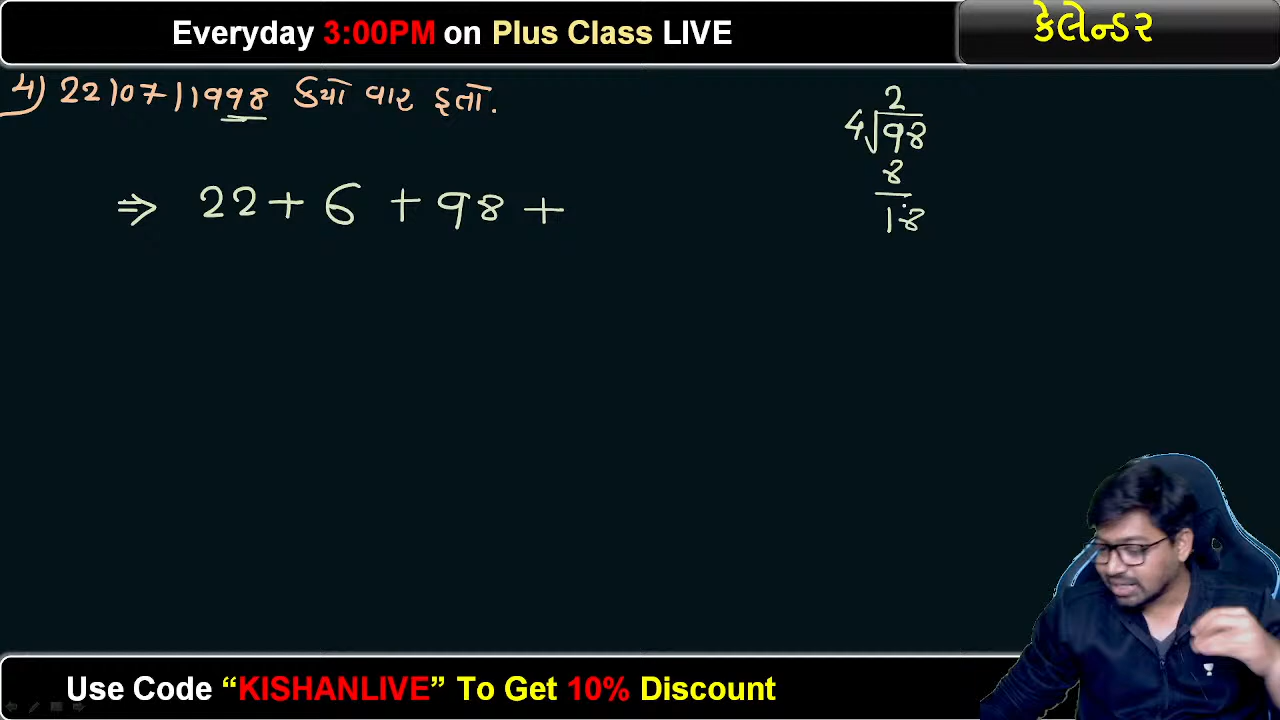 Everyday 3:00PM on Plus Class LIVE
કેલેન્ડર
4) 22/07/1998 કયો વાર હતો.
⇒ 22 + 6 + 98 +
2
4√98
8
18
Use Code “KISHANLIVE” To Get 10% Discount